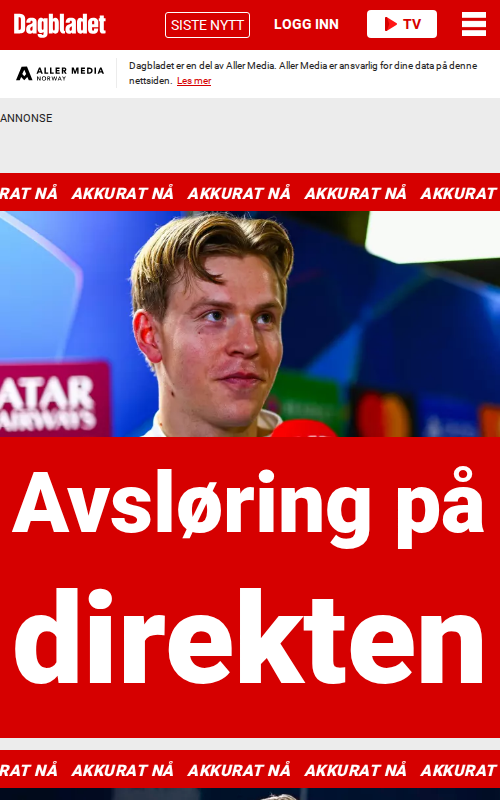 Dagbladet
SISTE NYTT
LOGG INN
TV
ALLER MEDIA
NORWAY
Dagbladet er en del av Aller Media. Aller Media er ansvarlig for dine data på denne
nettsiden. Les mer
ANNONSE
RAT NÅ AKKURAT NÅ AKKURAT NÅ AKKURAT NÅ AKKURAT
ATAR
AIRWAYS
Avsløring på
direkten
RAT NÅ AKKURAT NÅ AKKURAT NÅ AKKURAT NÅ AKKURAT